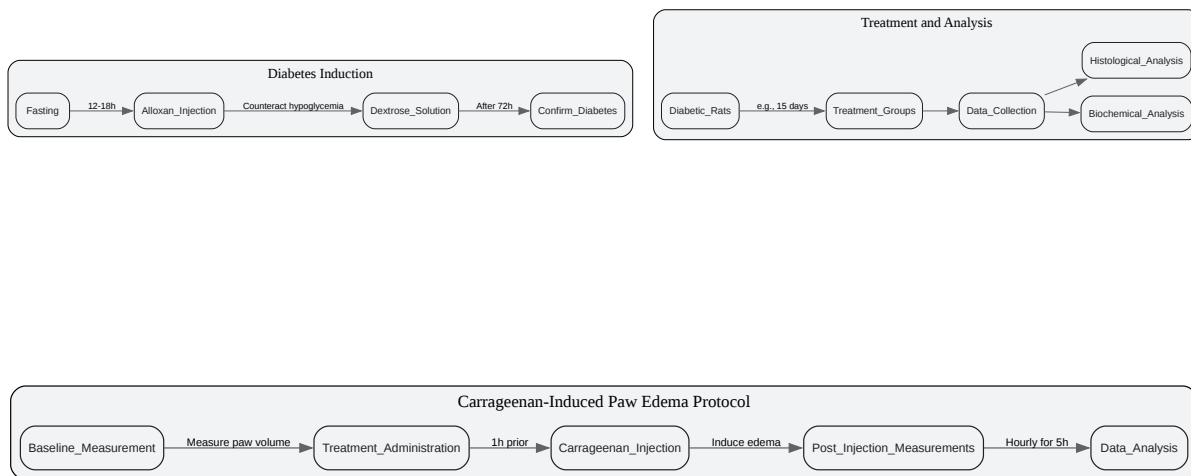 Diabetes Induction
Fasting
12-18h
Alloxan_Injection
Counteract hypoglycemia
Dextrose_Solution
After 72h
Confirm_Diabetes
Treatment and Analysis
Diabetic_Rats
e.g., 15 days
Treatment_Groups
Data_Collection
Histological_Analysis
Biochemical_Analysis
Carrageenan-Induced Paw Edema Protocol
Baseline_Measurement
Measure paw volume
Treatment_Administration
1h prior
Carrageenan_Injection
Induce edema
Post_Injection_Measurements
Hourly for 5h
Data_Analysis